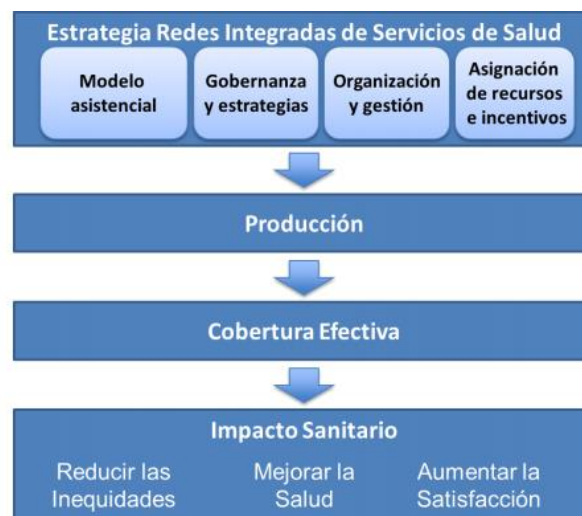 Estrategia Redes Integradas de Servicios de Salud
Modelo
asistencial
Gobernanza
y estrategias
Organización
y gestión
Asignación
de recursos
e incentivos
Producción
Cobertura Efectiva
Impacto Sanitario
Reducir las
Inequidades
Mejorar la
Salud
Aumentar la
Satisfacción